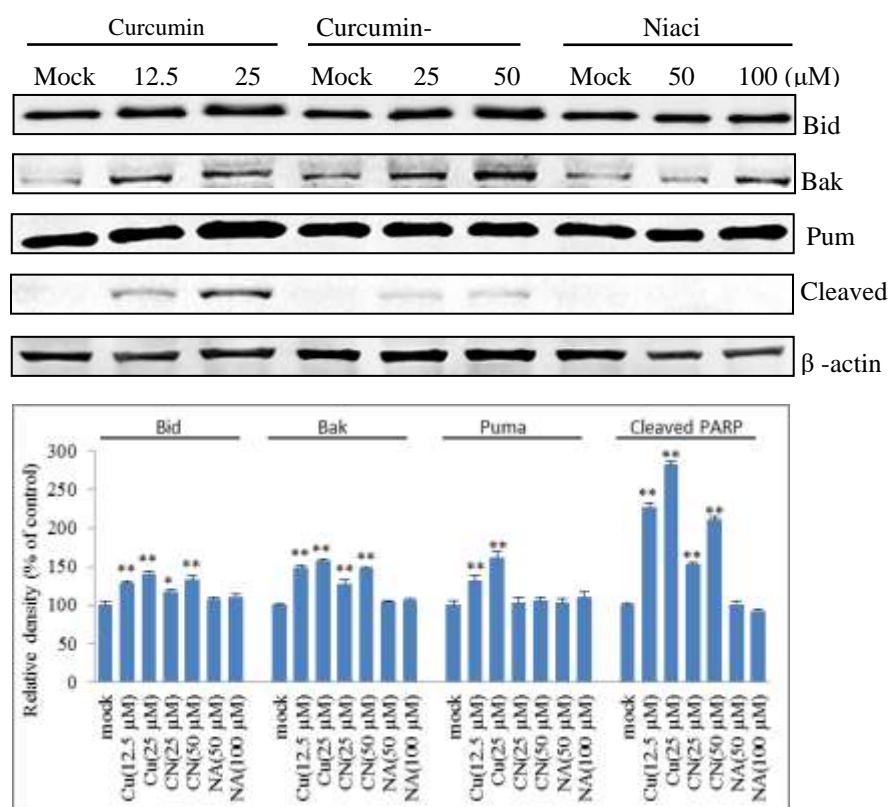 Curcumin Curcumin- Niaci
Mock 12.5 25 Mock 25 50 Mock 50 100 (µM)
Bid
Bak
Pum
Cleaved
β -actin
Bid Bak Puma Cleaved PARP
Relative density (% of control)
300
250
200
150
100
50
0
** ** * ** ** ** ** ** ** ** ** ** ** **
mock Cu(12.5 µM) Cu(25 µM) CN(25 µM) CN(50 µM) NA(50 µM) NA(100 µM) mock Cu(12.5 µM) Cu(25 µM) CN(25 µM) CN(50 µM) NA(50 µM) NA(100 µM) mock Cu(12.5 µM) Cu(25 µM) CN(25 µM) CN(50 µM) NA(50 µM) NA(100 µM) mock Cu(12.5 µM) Cu(25 µM) CN(25 µM) CN(50 µM) NA(50 µM) NA(100 µM)